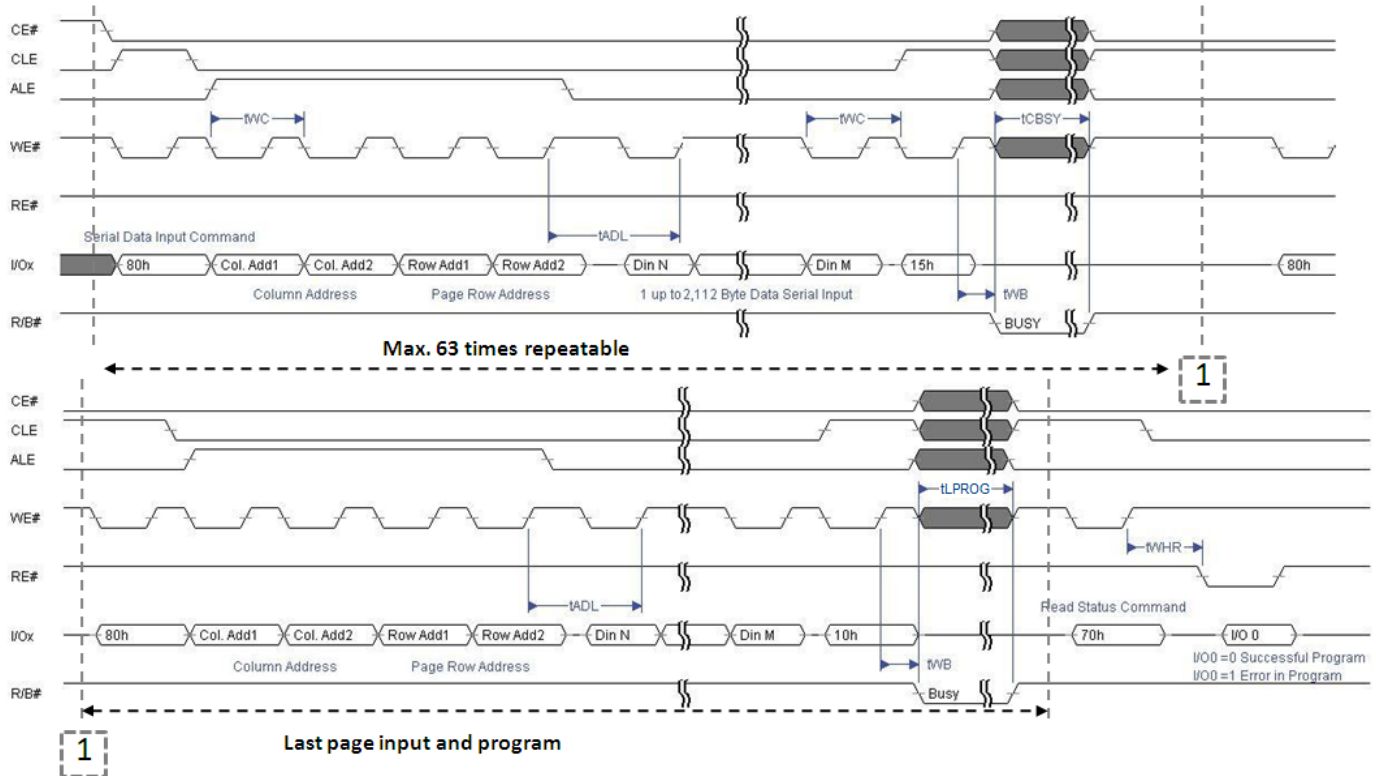 CE#
CLE
ALE
tWC
tWC
tCBSY
WE#
RE#
tADL
Serial Data Input Command
I/Ox
80h
Col. Add1
Col. Add2
Row Add1
Row Add2
Din N
Din M
15h
80h
Column Address
Page Row Address
1 up to 2,112 Byte Data Serial Input
tWB
R/B#
BUSY
Max. 63 times repeatable
1
CE#
CLE
ALE
tLPROG
WE#
tWHR
RE#
tADL
Read Status Command
I/Ox
80h
Col. Add1
Col. Add2
Row Add1
Row Add2
Din N
Din M
10h
70h
I/O 0
Column Address
Page Row Address
tWB
I/O0 =0 Successful Program
I/O0 =1 Error in Program
R/B#
Busy
1
Last page input and program